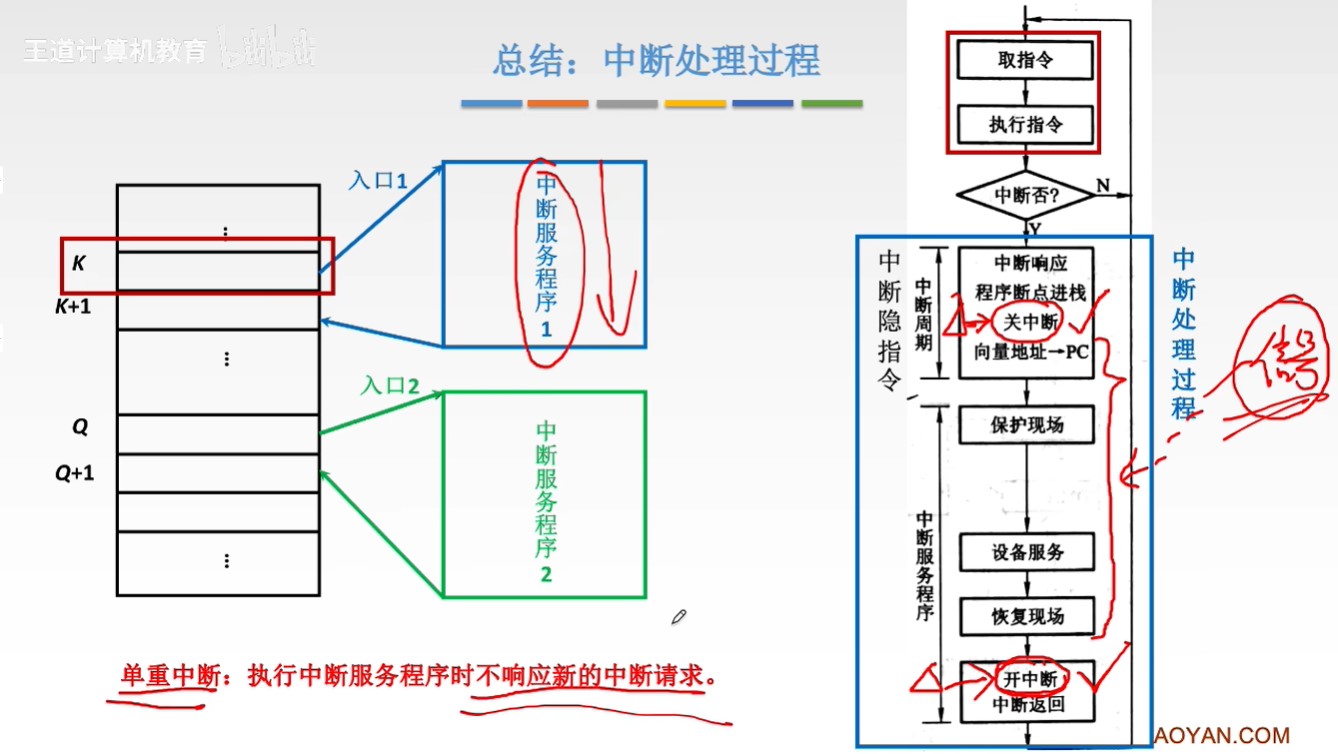 王道计算机教育 bilibili
总结：中断处理过程
K
K+1
Q
Q+1
入口1
中断服务程序1
入口2
中断服务程序2
单重中断：执行中断服务程序时不响应新的中断请求。
取指令
执行指令
中断否？
N
Y
中断隐指令
中断周期
中断响应
程序断点进栈
关中断
向量地址→PC
中断处理过程
信号
保护现场
中断服务程序
设备服务
恢复现场
开中断
中断返回
AOYAN.COM